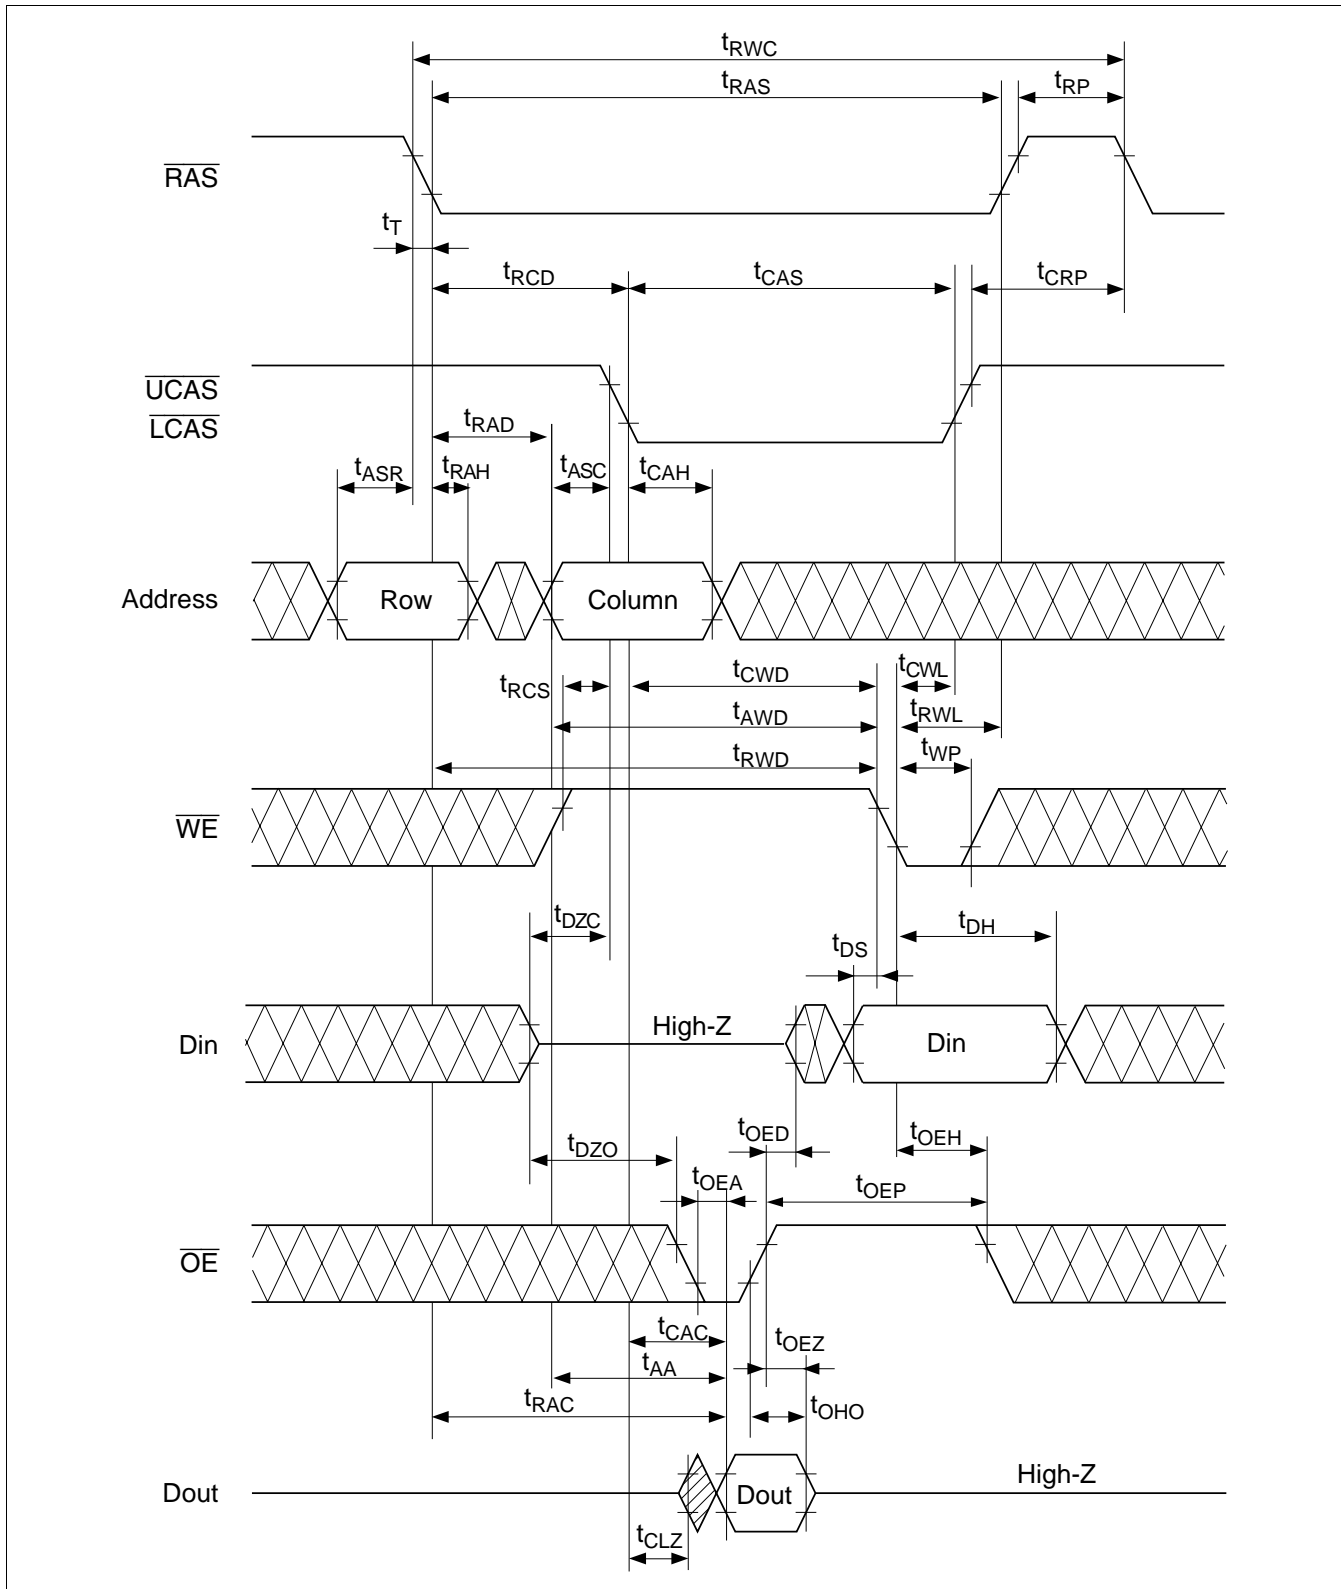 tRWC
tRAS
tRP
RAS
tT
tRCD
tCAS
tCRP
UCAS
LCAS
tRAD
tASR
tRAH
tASC
tCAH
Address
Row
Column
tRCS
tCWD
tCWL
tAWD
tRWL
tRWD
tWP
WE
tDZC
tDS
tDH
Din
High-Z
Din
tDZO
tOED
tOEH
tOEA
tOEP
OE
tCAC
tOEZ
tAA
tRAC
tOHO
Dout
Dout
High-Z
tCLZ